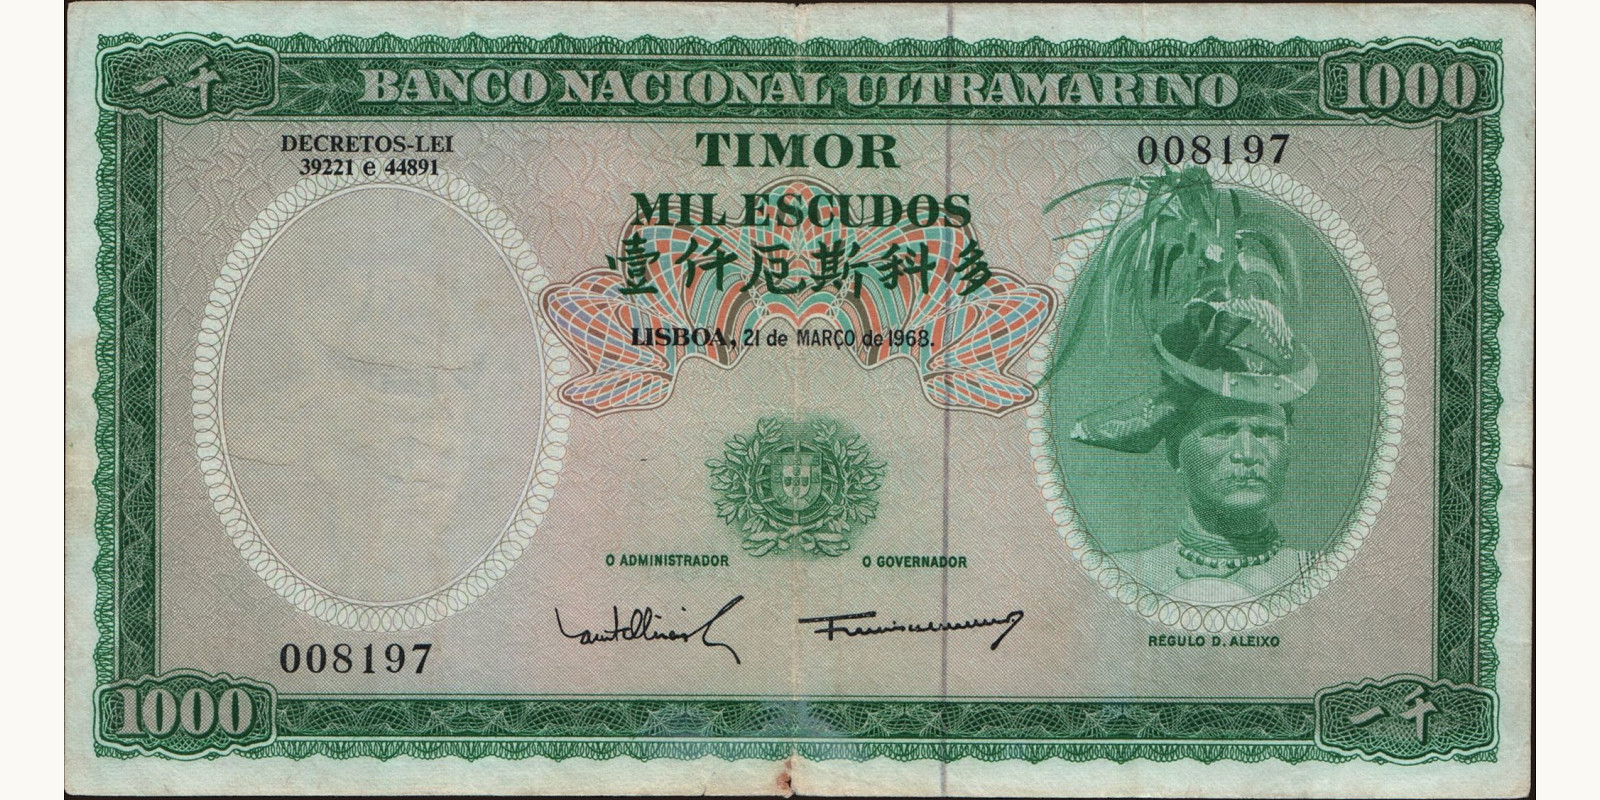 一千
BANCO NACIONAL ULTRAMARINO
1000
DECRETOS-LEI
39221 e 44891
TIMOR
008197
MIL ESCUDOS
壹仟厄斯科多
LISBOA, 21 de MARÇO de 1968.
O ADMINISTRADOR
O GOVERNADOR
RÉGULO D. ALEIXO
008197
1000
一千